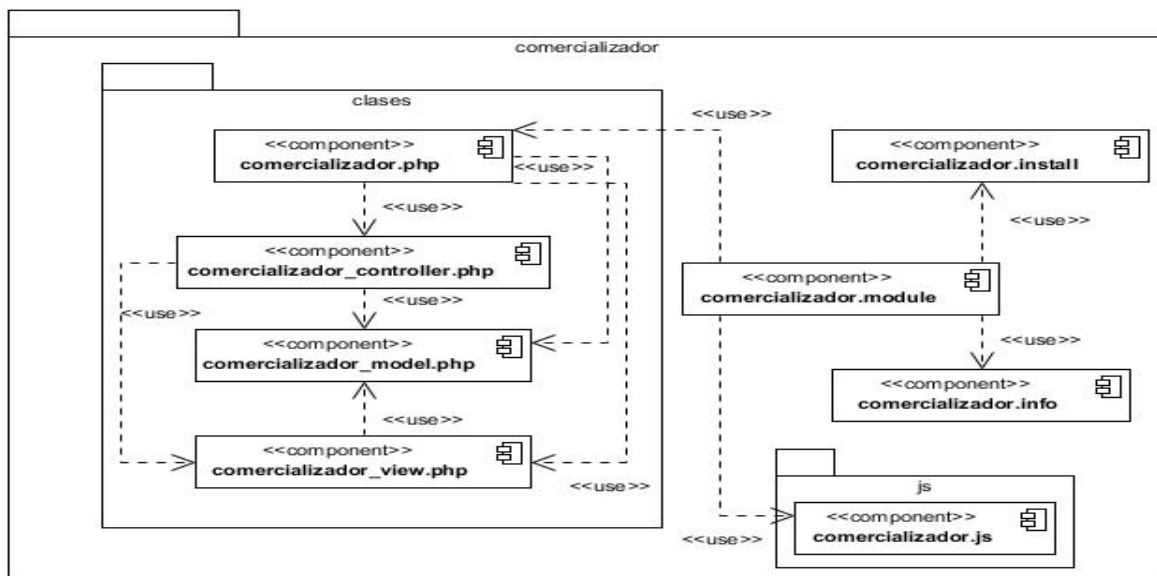 comercializador
clases
<<use>>
<<component>>
comercializador.php
<<use>>
<<component>>
comercializador.install
<<use>>
<<use>>
<<component>>
comercializador_controller.php
<<component>>
comercializador.module
<<use>>
<<use>>
<<component>>
comercializador_model.php
<<use>>
<<component>>
comercializador.info
<<use>>
<<component>>
comercializador_view.php
<<use>>
js
<<component>>
comercializador.js
<<use>>